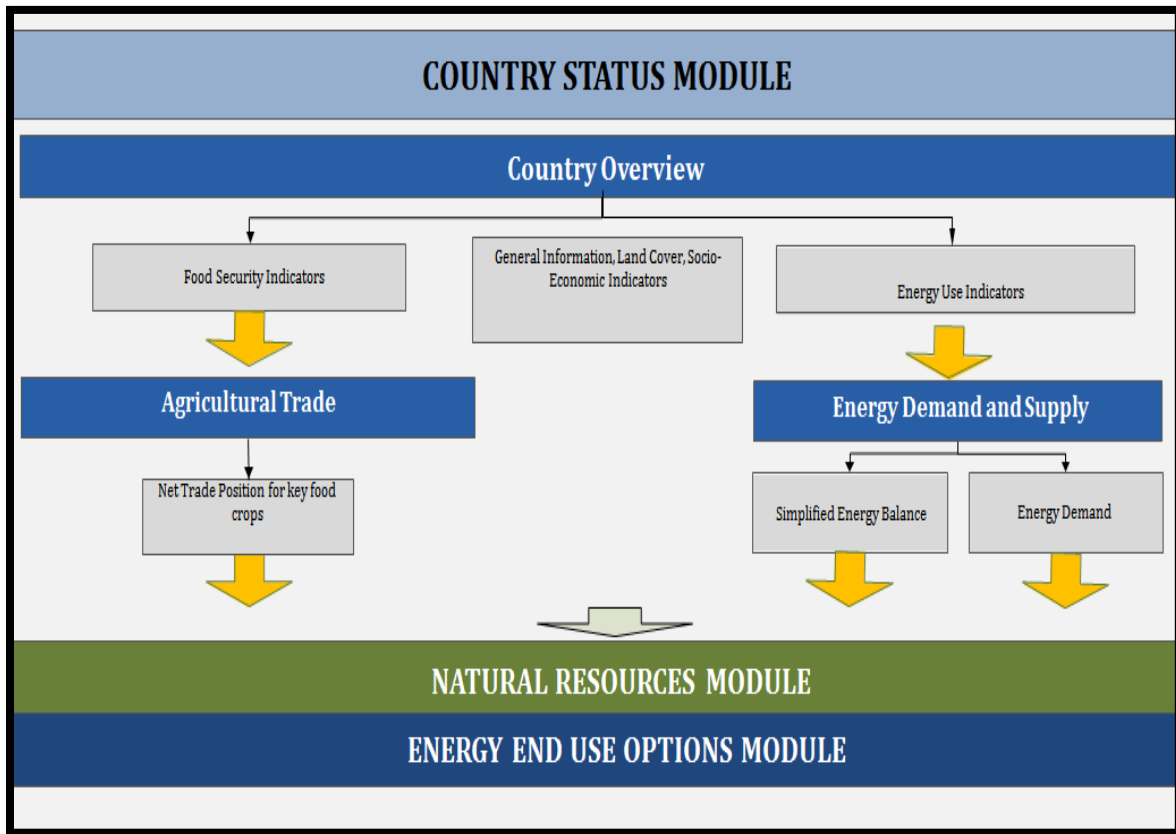 COUNTRY STATUS MODULE
Country Overview
Food Security Indicators
General Information, Land Cover, Socio-
Economic Indicators
Energy Use Indicators
Agricultural Trade
Energy Demand and Supply
Net Trade Position for key food
crops
Simplified Energy Balance
Energy Demand
NATURAL RESOURCES MODULE
ENERGY END USE OPTIONS MODULE